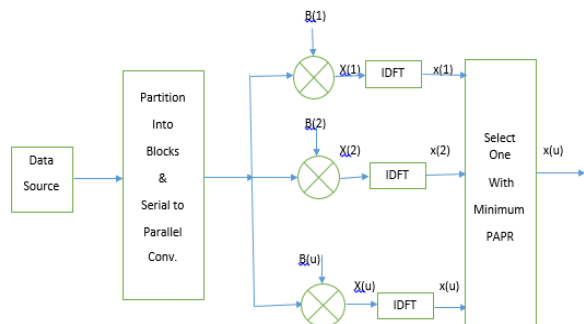 Data
Source
Partition
Into
Blocks
&
Serial to
Parallel
Conv.
B(1)
X(1)
IDFT
x(1)
B(2)
X(2)
IDFT
x(2)
B(u)
X(u)
IDFT
x(u)
Select
One
With
Minimum
PAPR
x(u)